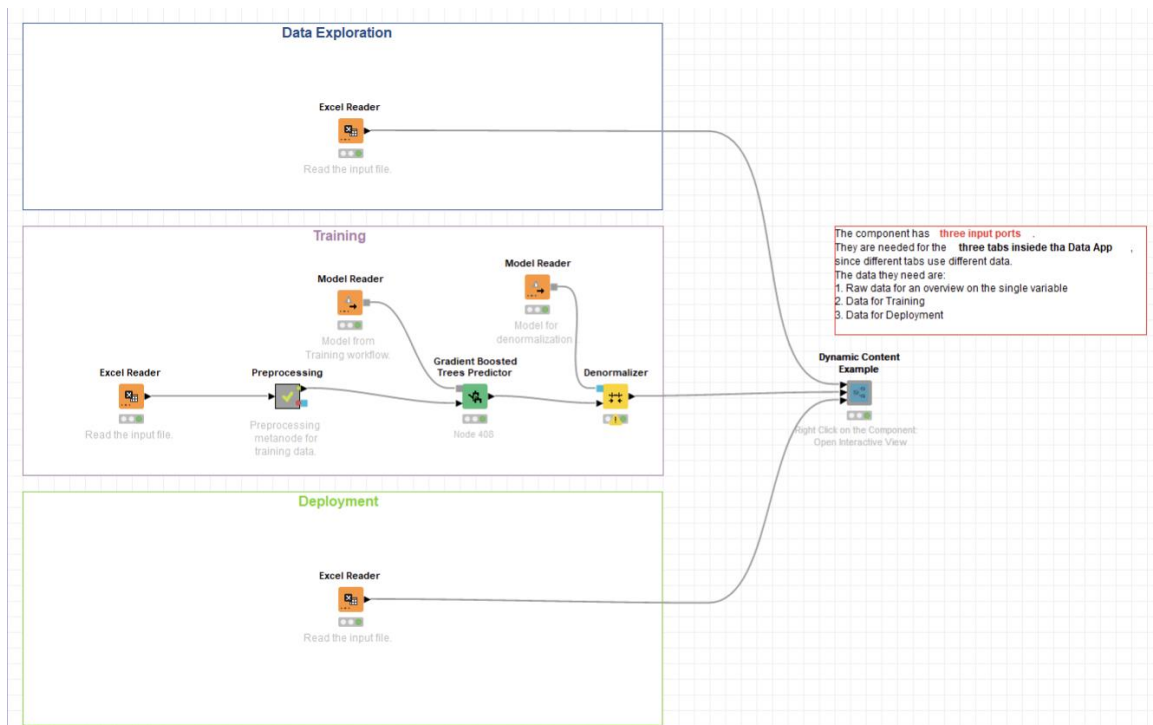 Data Exploration
Excel Reader
Read the input file.
Training
Model Reader
Model from
Training workflow.
Model Reader
Model for
denormalization
Excel Reader
Read the input file.
Preprocessing
Preprocessing
metanode for
training data.
Gradient Boosted
Trees Predictor
Node 408
Denormalizer
The component has three input ports .
They are needed for the three tabs insiede tha Data App ,
since different tabs use different data.
The data they need are:
1. Raw data for an overview on the single variable
2. Data for Training
3. Data for Deployment
Dynamic Content
Example
Right Click on the Component:
Open Interactive View
Deployment
Excel Reader
Read the input file.